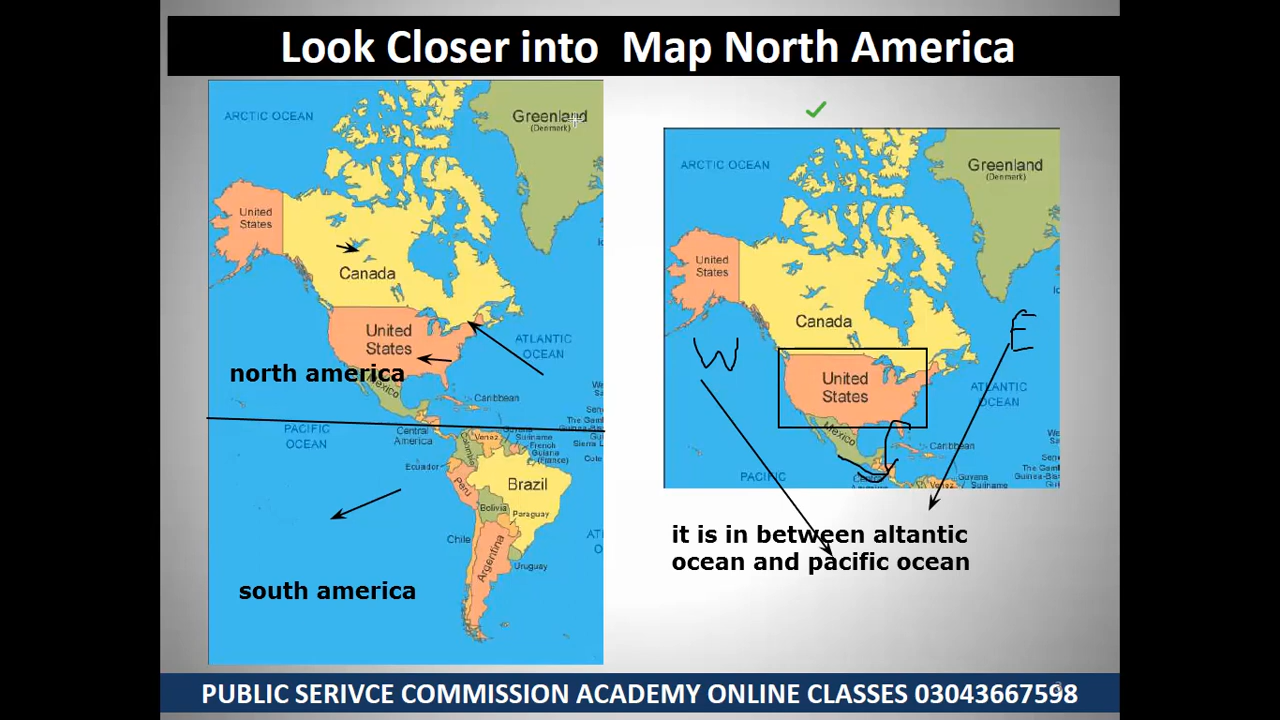 Look Closer into Map North America
ARCTIC OCEAN
Greenland
(Denmark)
United
States
Canada
United
States
ATLANTIC
OCEAN
north america
Mexico
Caribbean
PACIFIC
OCEAN
Central
America
Venez
Guyana
Suriname
French
Guiana
(France)
Colombia
Ecuador
Peru
Brazil
Bolivia
Paraguay
Chile
Argentina
Uruguay
south america
ARCTIC OCEAN
Greenland
(Denmark)
United
States
Canada
W
E
United
States
ATLANTIC
OCEAN
Mexico
Caribbean
PACIFIC
Guyana
Suriname
it is in between altantic
ocean and pacific ocean
PUBLIC SERIVCE COMMISSION ACADEMY ONLINE CLASSES 03043667598